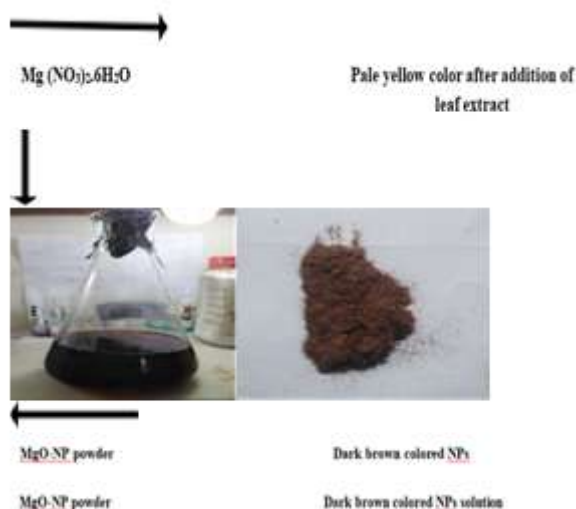 Mg (NO₃)₂.6H₂O
Pale yellow color after addition of
leaf extract
MgO-NP powder
Dark brown colored NPs
MgO-NP powder
Dark brown colored NPs solution